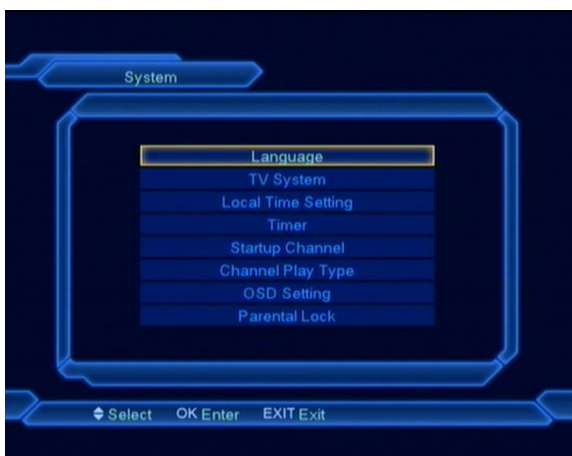 System
Language
TV System
Local Time Setting
Timer
Startup Channel
Channel Play Type
OSD Setting
Parental Lock
Select OK Enter EXIT Exit